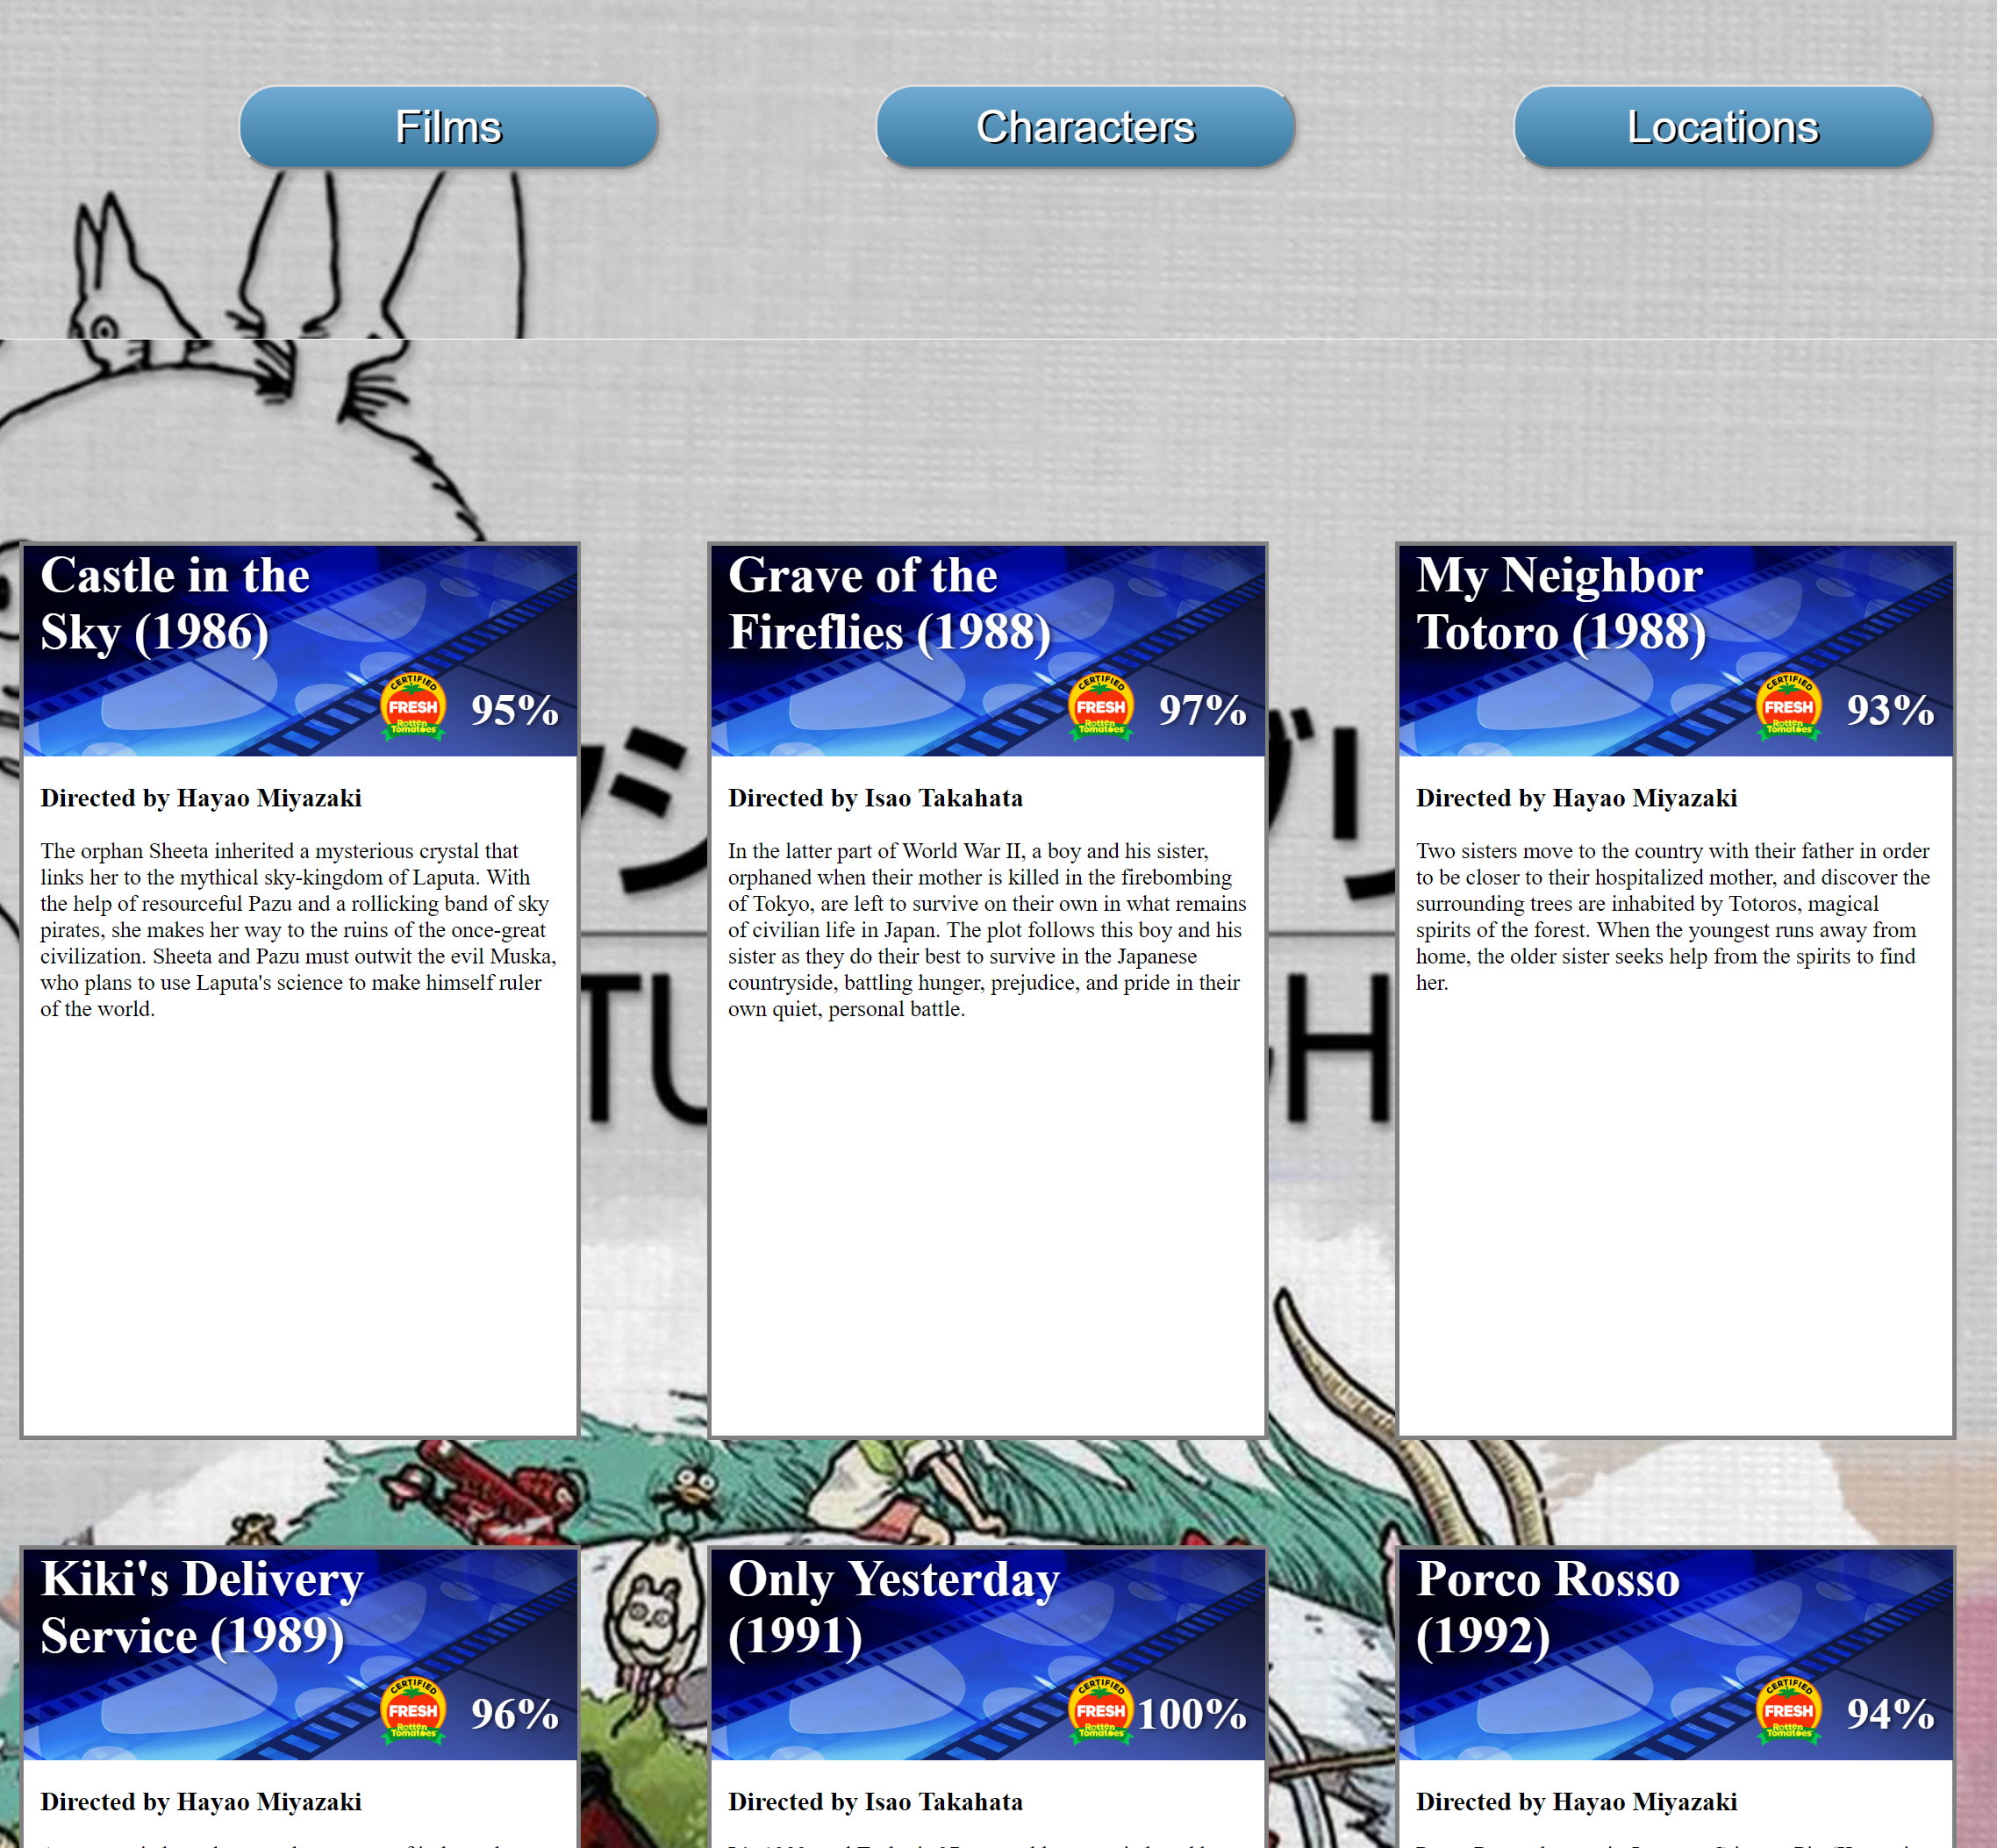 Films
Characters
Locations
Castle in the
Sky (1986)
CERTIFIED
FRESH
Rotten
Tomatoes
95%
Directed by Hayao Miyazaki
The orphan Sheeta inherited a mysterious crystal that
links her to the mythical sky-kingdom of Laputa. With
the help of resourceful Pazu and a rollicking band of sky
pirates, she makes her way to the ruins of the once-great
civilization. Sheeta and Pazu must outwit the evil Muska,
who plans to use Laputa's science to make himself ruler
of the world.
Grave of the
Fireflies (1988)
CERTIFIED
FRESH
Rotten
Tomatoes
97%
Directed by Isao Takahata
In the latter part of World War II, a boy and his sister,
orphaned when their mother is killed in the firebombing
of Tokyo, are left to survive on their own in what remains
of civilian life in Japan. The plot follows this boy and his
sister as they do their best to survive in the Japanese
countryside, battling hunger, prejudice, and pride in their
own quiet, personal battle.
My Neighbor
Totoro (1988)
CERTIFIED
FRESH
Rotten
Tomatoes
93%
Directed by Hayao Miyazaki
Two sisters move to the country with their father in order
to be closer to their hospitalized mother, and discover the
surrounding trees are inhabited by Totoros, magical
spirits of the forest. When the youngest runs away from
home, the older sister seeks help from the spirits to find
her.
ジ
リ
TU
H
Kiki's Delivery
Service (1989)
CERTIFIED
FRESH
Rotten
Tomatoes
96%
Directed by Hayao Miyazaki
Only Yesterday
(1991)
CERTIFIED
FRESH
Rotten
Tomatoes
100%
Directed by Isao Takahata
Porco Rosso
(1992)
CERTIFIED
FRESH
Rotten
Tomatoes
94%
Directed by Hayao Miyazaki